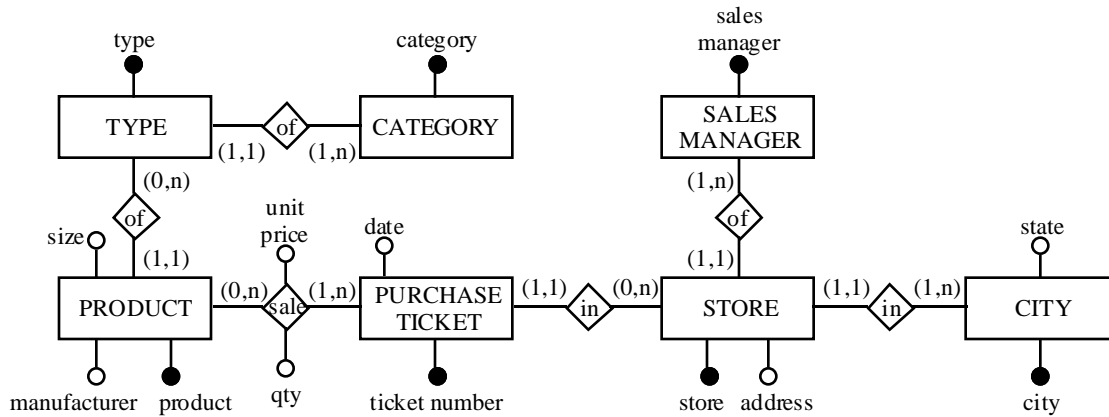 type
category
sales
manager
TYPE
of
CATEGORY
SALES
MANAGER
(1,1)
(1,n)
(0,n)
(1,n)
of
of
size
unit
price
date
state
(1,1)
(1,1)
PRODUCT
(0,n)
sale
(1,n)
PURCHASE
TICKET
(1,1)
in
(0,n)
STORE
(1,1)
in
(1,n)
CITY
manufacturer
product
qty
ticket number
store
address
city